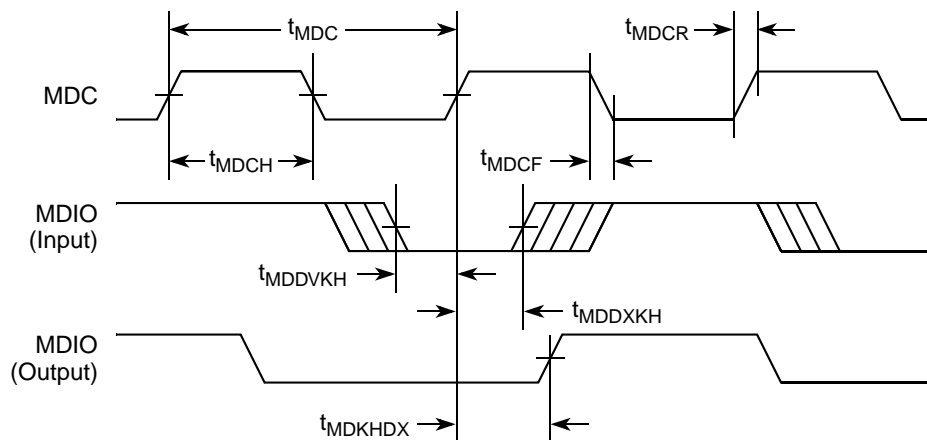 tMDC
tMDCR
MDC
tMDCH
tMDCF
MDIO
(Input)
tMDDVKH
tMDDXKH
MDIO
(Output)
tMDKHDX